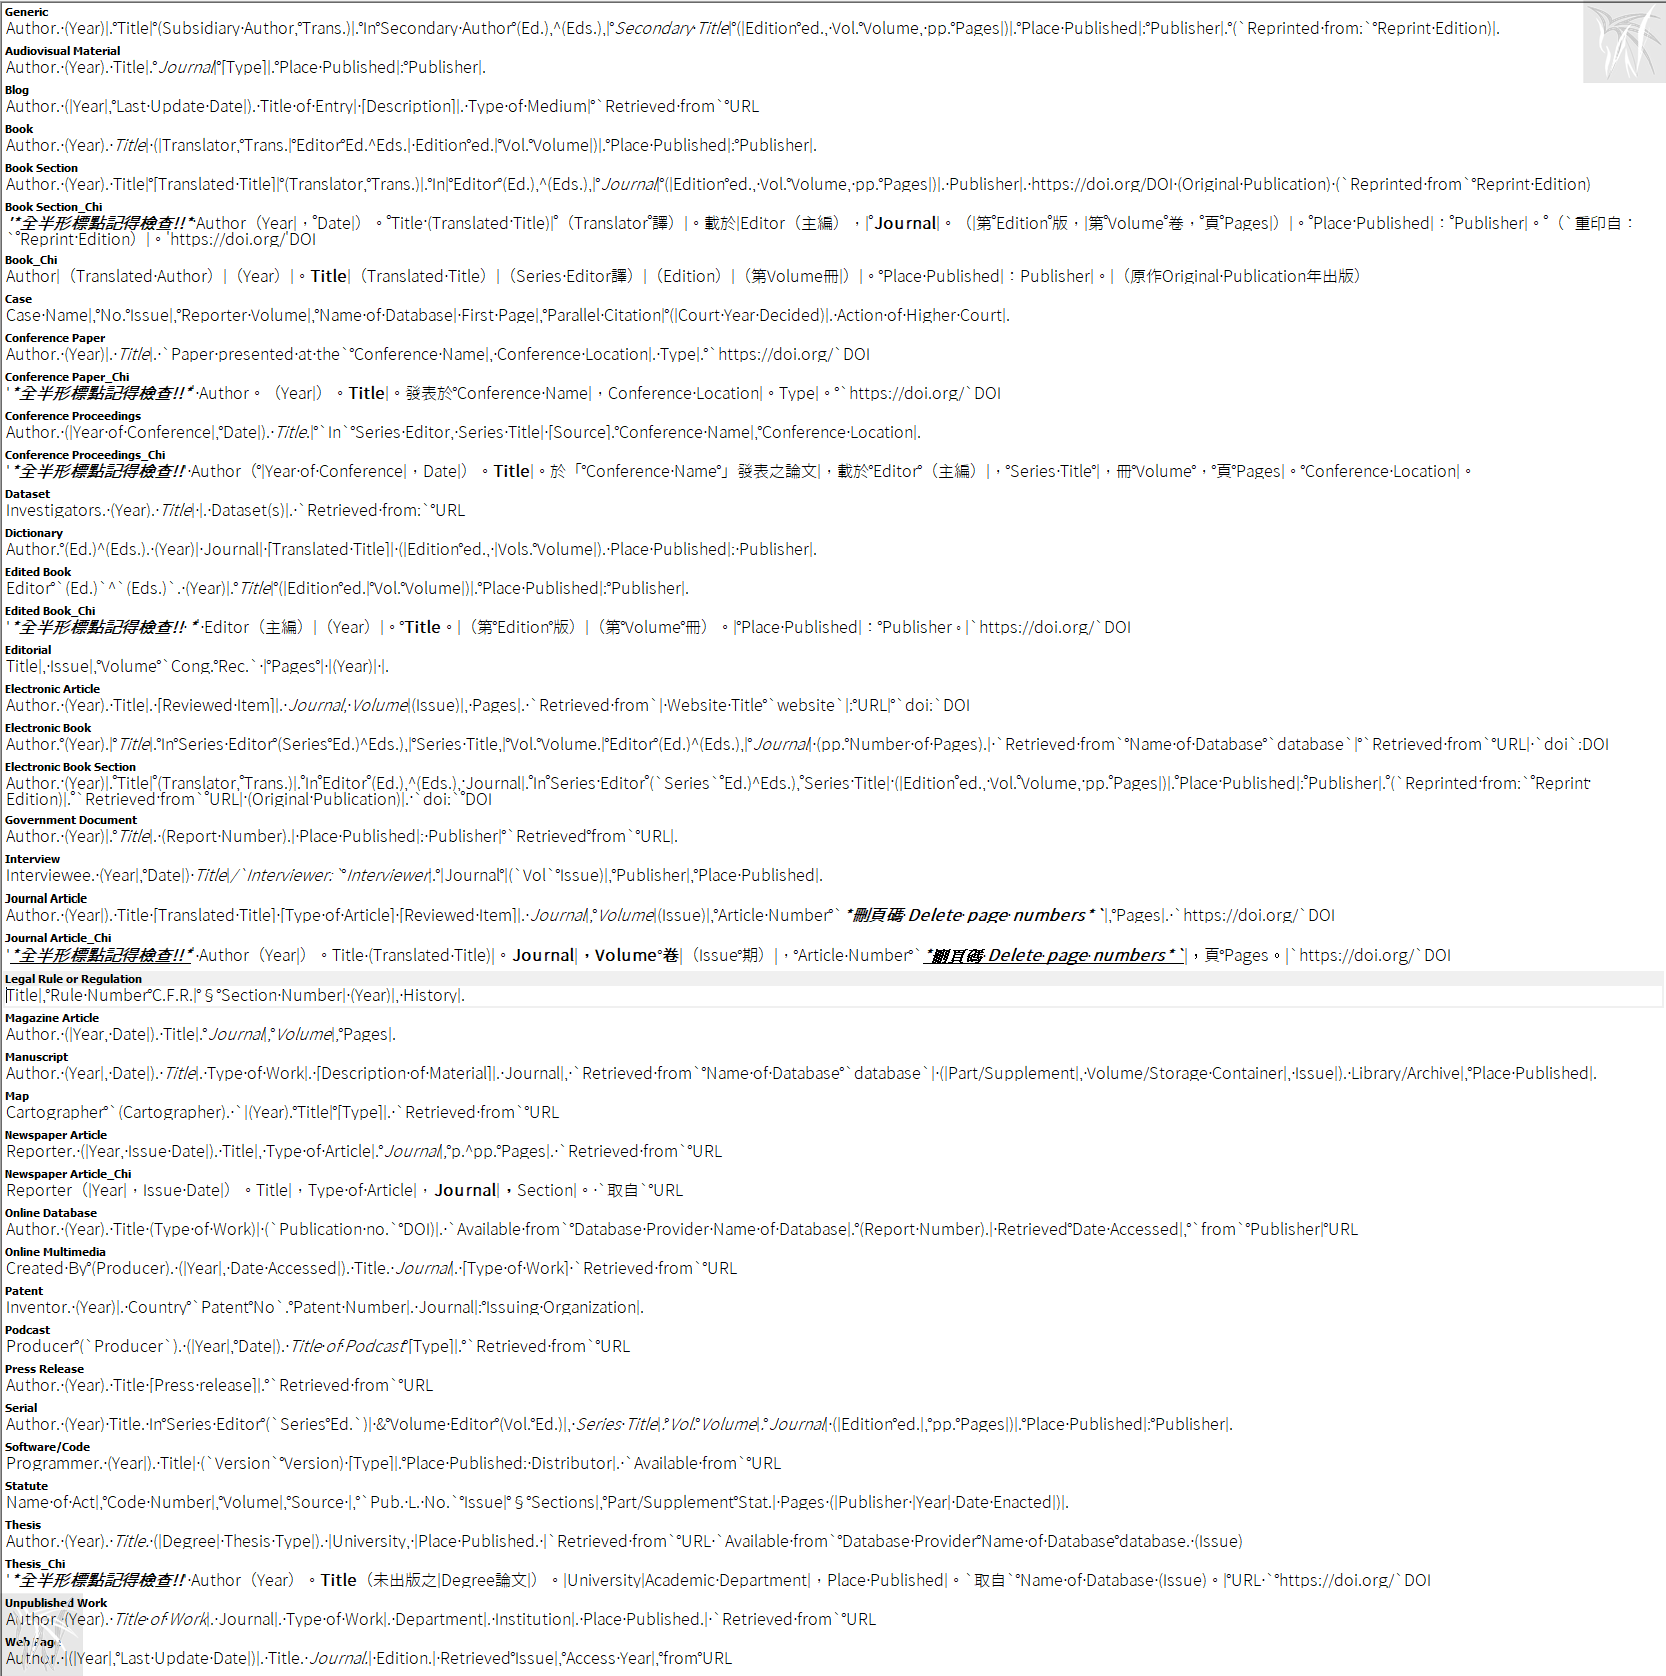 Generic
Author.·(Year)|.°Title|°(Subsidiary·Author,°Trans.)|.°In°Secondary·Author°(Ed.),^(Eds.),|°Secondary·Title|°(|Edition°ed.,·Vol.°Volume,·pp.°Pages|)|.°Place·Published|:°Publisher|.°(`Reprinted·from:`°Reprint·Edition)|.
Audiovisual Material
Author.·(Year).·Title|.°Journal|°[Type]|.°Place·Published|:°Publisher|.
Blog
Author.·(|Year|,°Last·Update·Date|).·Title·of·Entry|·[Description]|.·Type·of·Medium|°`Retrieved·from`°URL
Book
Author.·(Year).·Title|·(|Translator,°Trans.|°Editor°Ed.^Eds.|·Edition°ed.|°Vol.°Volume|)|.°Place·Published|:°Publisher|.
Book Section
Author.·(Year).·Title|°[Translated·Title]|°(Translator,°Trans.)|.°In|°Editor°(Ed.),^(Eds.),|°Journal|°(|Edition°ed.,·Vol.°Volume,·pp.°Pages|)|.·Publisher|.·https://doi.org/DOI·(Original·Publication)·(`Reprinted·from`°Reprint·Edition)
Book Section_Chi
'*全半形標點記得檢查!!*·Author（Year|，°Date|）。°Title·(Translated·Title)|°（Translator°譯）|。載於|Editor（主編），|°Journal|。（|第°Edition°版，|第°Volume°卷，°頁°Pages|）|。°Place·Published|：°Publisher|。°（`重印自：
`°Reprint·Edition）|。'https://doi.org/'DOI
Book_Chi
Author|（Translated·Author）|（Year）|。Title|（Translated·Title）|（Series·Editor譯）|（Edition）|（第Volume冊|）|。°Place·Published|：Publisher|。|（原作Original·Publication年出版）
Case
Case·Name|,°No.°Issue|,°Reporter·Volume|,°Name·of·Database|·First·Page|,°Parallel·Citation|°(|Court·Year·Decided)|.·Action·of·Higher·Court|.
Conference Paper
Author.·(Year)|.·Title|.·`Paper·presented·at·the`°Conference·Name|,·Conference·Location|.·Type|.°`https://doi.org/`DOI
Conference Paper_Chi
'*全半形標點記得檢查!!*'·Author。（Year|）。Title|。發表於°Conference·Name|，Conference·Location|。Type|。°`https://doi.org/`DOI
Conference Proceedings
Author.·(|Year·of·Conference|,°Date|).·Title.|°`In`°Series·Editor,·Series·Title|·[Source].°Conference·Name|,°Conference·Location|.
Conference Proceedings_Chi
'*全半形標點記得檢查!!'·Author（°|Year·of·Conference|，Date|）。Title|。於「°Conference·Name°」發表之論文|，載於°Editor°（主編）|，°Series·Title°|，冊°Volume°，°頁°Pages|。°Conference·Location|。
Dataset
Investigators.·(Year).·Title|·|.·Dataset(s)|.·`Retrieved·from:`°URL
Dictionary
Author.°(Ed.)^(Eds.).·(Year)|·Journal|·[Translated·Title]|·(|Edition°ed.,·|Vols.°Volume|).·Place·Published|:·Publisher|.
Edited Book
Editor°`(Ed.)`^`(Eds.)`.·(Year)|.°Title|°(|Edition°ed.|°Vol.°Volume|)|.°Place·Published|:°Publisher|.
Edited Book_Chi
'*全半形標點記得檢查!!·*'·Editor（主編）|（Year）|。°Title。|（第°Edition°版）|（第°Volume°冊）。|°Place·Published|：°Publisher。|`https://doi.org/`DOI
Editorial
Title|,·Issue|,°Volume°`Cong.°Rec.`·|°Pages°|·|(Year)|·|.
Electronic Article
Author.·(Year).·Title|.·[Reviewed·Item]|.·Journal,·Volume|(Issue)|,·Pages|.·`Retrieved·from`|·Website·Title°`website`|:°URL|°`doi:`DOI
Electronic Book
Author.°(Year).|°Title|.°In°Series·Editor°(Series°Ed.)^Eds.),|°Series·Title,|°Vol.°Volume.|°Editor°(Ed.)^(Eds.),|°Journal|·(pp.°Number·of·Pages).|·`Retrieved·from`°Name·of·Database°`database`|°`Retrieved·from`°URL|·`doi`:DOI
Electronic Book Section
Author.·(Year)|.°Title|°(Translator,°Trans.)|.°In°Editor°(Ed.),^(Eds.),·Journal|.°In°Series·Editor°(`Series`°Ed.)^Eds.),°Series·Title|·(|Edition°ed.,·Vol.°Volume,·pp.°Pages|)|.°Place·Published|:°Publisher|.°(`Reprinted·from:`°Reprint·
Edition)|.°`Retrieved·from`°URL|·(Original·Publication)|.·`doi:`°DOI
Government Document
Author.·(Year)|.°Title|.·(Report·Number).|·Place·Published|:·Publisher|°`Retrieved°from`°URL|.
Interview
Interviewee.·(Year|,°Date|)·Title|/`Interviewer:`°Interviewer|.°|Journal°|(`Vol`°Issue)|,°Publisher|,°Place·Published|.
Journal Article
Author.·(Year|).·Title·[Translated·Title]·[Type·of·Article]·[Reviewed·Item]|.·Journal|,°Volume|(Issue)|,°Article·Number°`*刪頁碼·Delete·page·numbers*`|,°Pages|.·`https://doi.org/`DOI
Journal Article_Chi
'*全半形標點記得檢查!!*'·Author（Year|）。Title·(Translated·Title)|。Journal|，Volume°卷|（Issue°期）|，°Article·Number°`*刪頁碼·Delete·page·numbers*`|，頁°Pages。|`https://doi.org/`DOI
Legal Rule or Regulation
Title|,°Rule·Number°C.F.R.|°§°Section·Number|·(Year)|,·History|.
Magazine Article
Author.·(|Year,·Date|).·Title|.°Journal|,°Volume|,°Pages|.
Manuscript
Author.·(Year|,·Date|).·Title|.·Type·of·Work|.·[Description·of·Material]|.·Journal|,·`Retrieved·from`°Name·of·Database°`database`|·(|Part/Supplement|,·Volume/Storage·Container|,·Issue|).·Library/Archive|,°Place·Published|.
Map
Cartographer°`(Cartographer).·`|(Year).°Title|°[Type]|.·`Retrieved·from`°URL
Newspaper Article
Reporter.·(|Year,·Issue·Date|).·Title|,·Type·of·Article|.°Journal|,°p.^pp.°Pages|.·`Retrieved·from`°URL
Newspaper Article_Chi
Reporter（|Year|，Issue·Date|）。Title|，Type·of·Article|，Journal|，Section|。·`取自`°URL
Online Database
Author.·(Year).·Title·(Type·of·Work)|·(`Publication·no.`°DOI)|.·`Available·from`°Database·Provider·Name·of·Database|.°(Report·Number).|·Retrieved°Date·Accessed|,°`from`°Publisher|°URL
Online Multimedia
Created·By°(Producer).·(|Year|,·Date·Accessed|).·Title.·Journal|.·[Type·of·Work]·`Retrieved·from`°URL
Patent
Inventor.·(Year)|.·Country°`Patent°No`.°Patent·Number|.·Journal|:°Issuing·Organization|.
Podcast
Producer°(`Producer`).·(|Year|,°Date|).·Title·of·Podcast°[Type]|.°`Retrieved·from`°URL
Press Release
Author.·(Year).·Title·[Press·release]|.°`Retrieved·from`°URL
Serial
Author.·(Year)·Title.·In°Series·Editor°(`Series°Ed.`)|·&°Volume·Editor°(Vol.°Ed.)|,·Series·Title|:°Vol.°Volume|.°Journal|·(|Edition°ed.|,°pp.°Pages|)|.°Place·Published|:°Publisher|.
Software/Code
Programmer.·(Year|).·Title|·(`Version`°Version)·[Type]|.°Place·Published:·Distributor|.·`Available·from`°URL
Statute
Name·of·Act|,°Code·Number|,°Volume|,°Source·|,°`Pub.·L.·No.`°Issue|°§°Sections|,°Part/Supplement°Stat.|·Pages·(|Publisher·|Year|·Date·Enacted|)|.
Thesis
Author.·(Year).·Title.·(|Degree|·Thesis·Type|).·|University,·|Place·Published.·|`Retrieved·from`°URL·`Available·from`°Database·Provider°Name·of·Database°database.·(Issue)
Thesis_Chi
'*全半形標點記得檢查!!'·Author（Year）。Title（未出版之|Degree論文|）。|University|Academic·Department|，Place·Published|。`取自`°Name·of·Database·(Issue)。|°URL·`°https://doi.org/`DOI
Unpublished Work
Author.·(Year).·Title·of·Work|.·Journal|.·Type·of·Work|.·Department|.·Institution|.·Place·Published.|·`Retrieved·from`°URL
Web Page
Author.·|(|Year|,°Last·Update·Date|)|.·Title.·Journal.|·Edition.|·Retrieved°Issue|,°Access·Year|,°from°URL